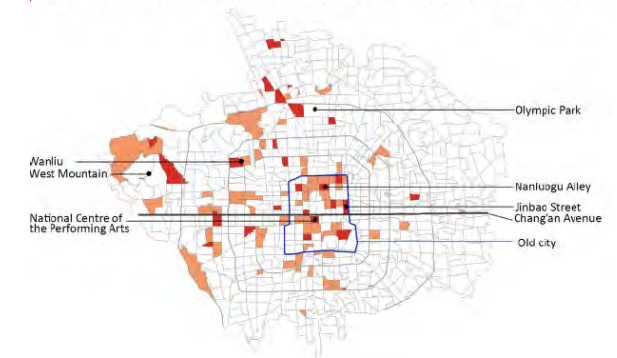 Olympic Park
Wanliu
West Mountain
Nanluogu Alley
Jinbao Street
National Centre of
the Performing Arts
Chang'an Avenue
Old city